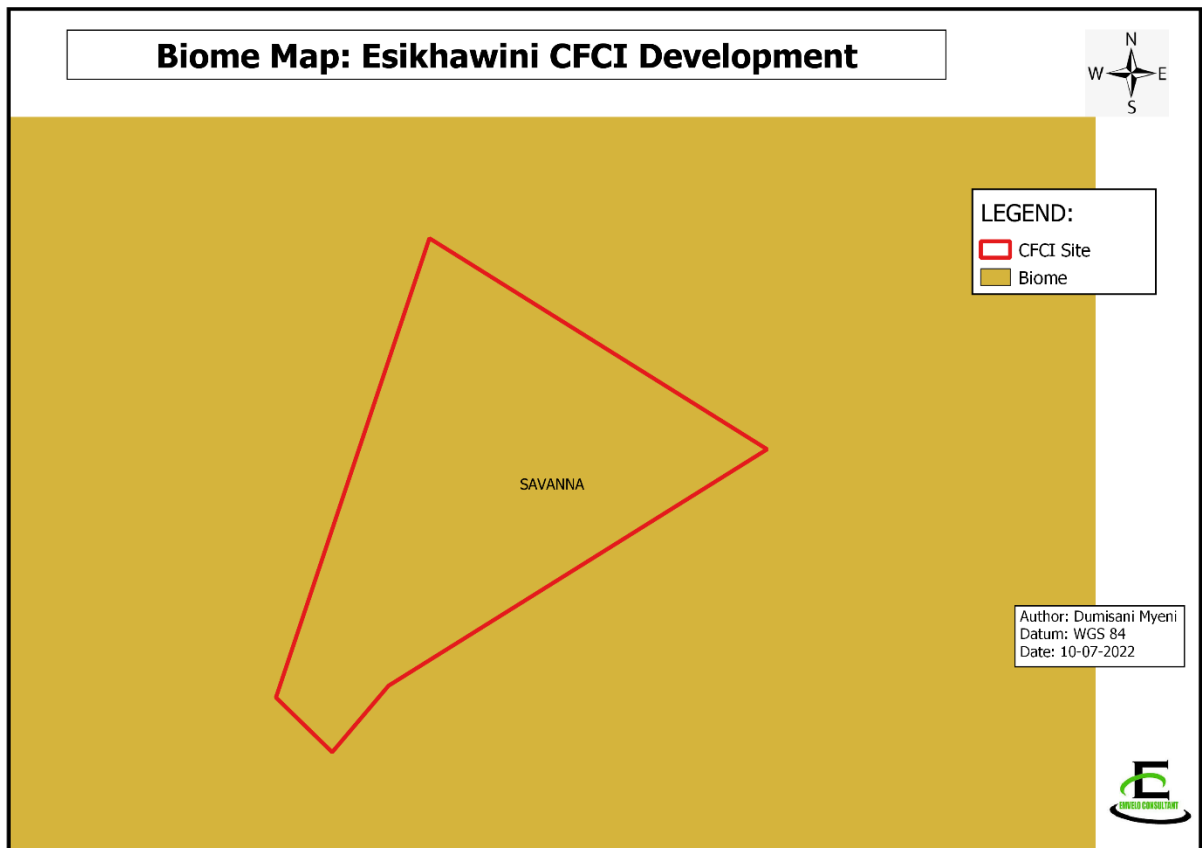 Biome Map: Esikhawini CFCI Development
N
W E
S
LEGEND:
CFCI Site
Biome
SAVANNA
Author: Dumisani Myeni
Datum: WGS 84
Date: 10-07-2022
E
ENVELO CONSULTANT